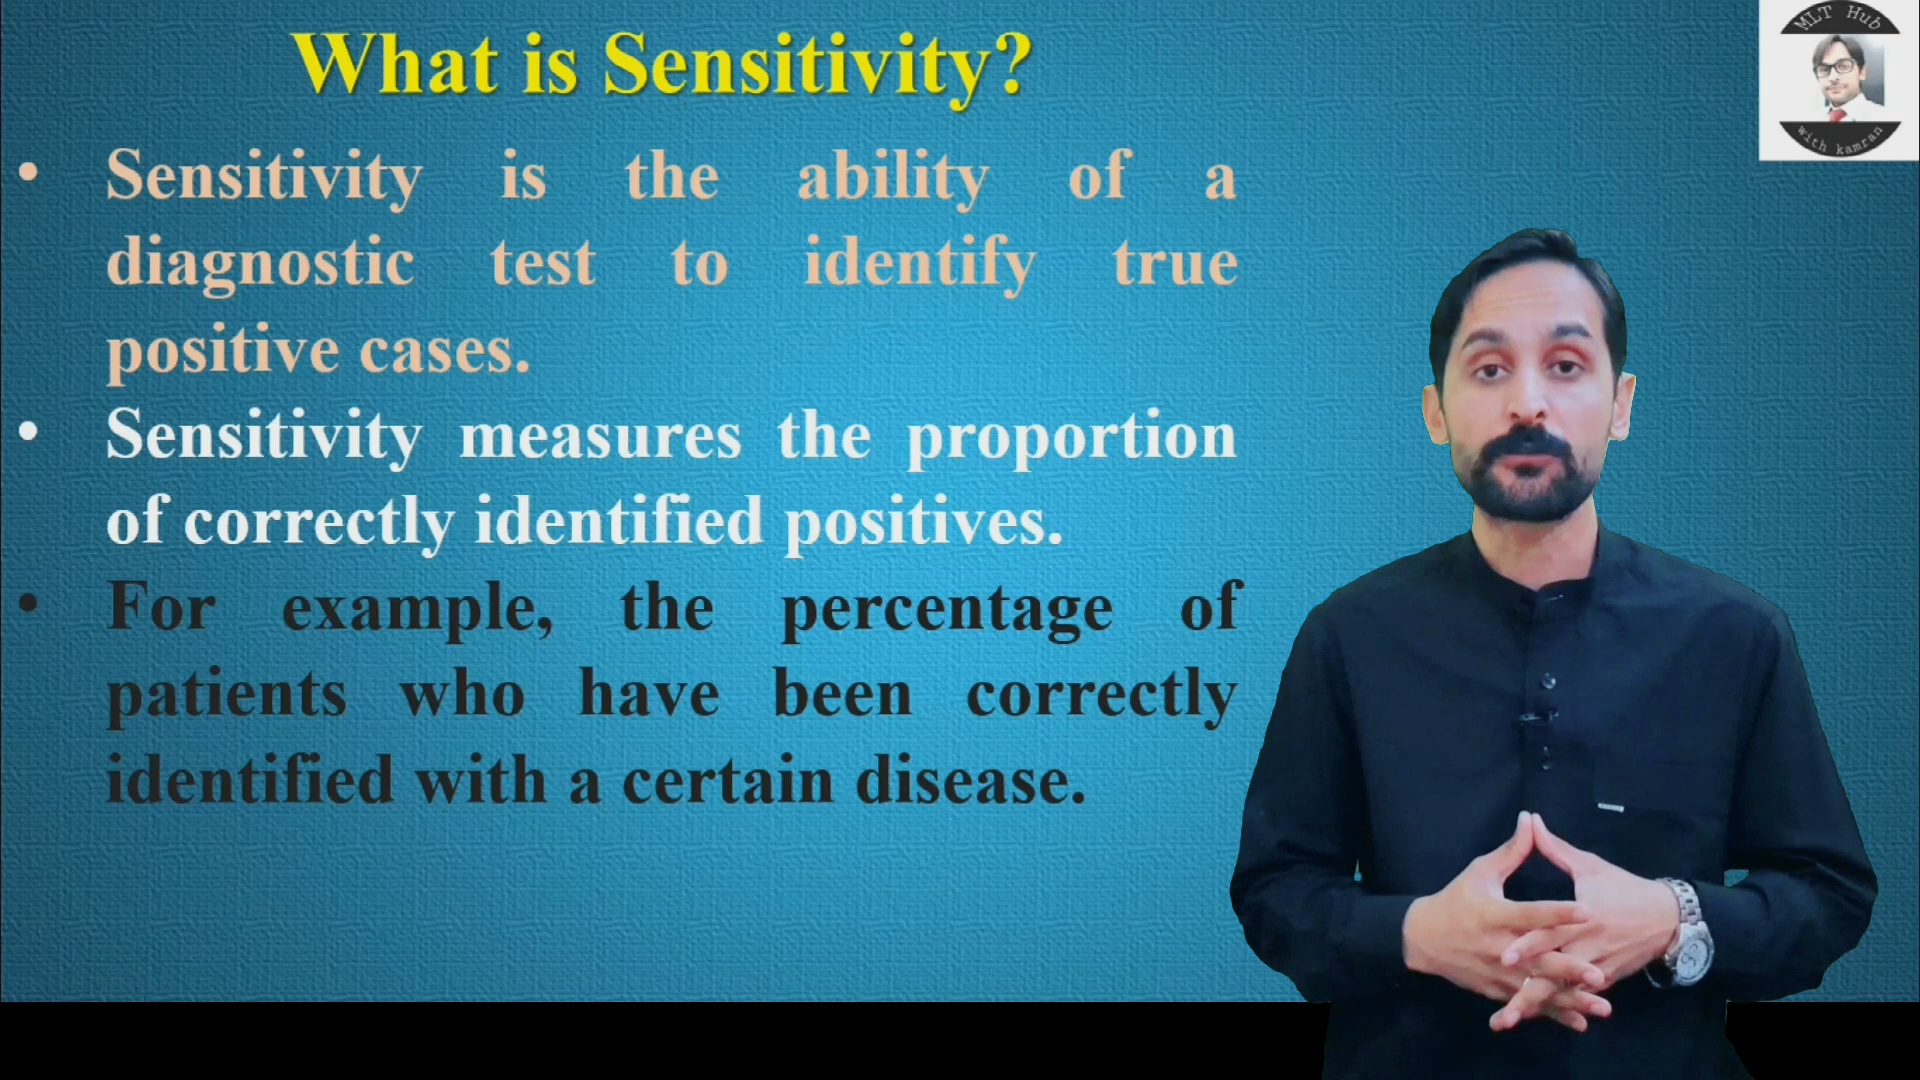 What is Sensitivity?
MLT Hub
with kamran
• Sensitivity is the ability of a
diagnostic test to identify true
positive cases.
• Sensitivity measures the proportion
of correctly identified positives.
• For example, the percentage of
patients who have been correctly
identified with a certain disease.